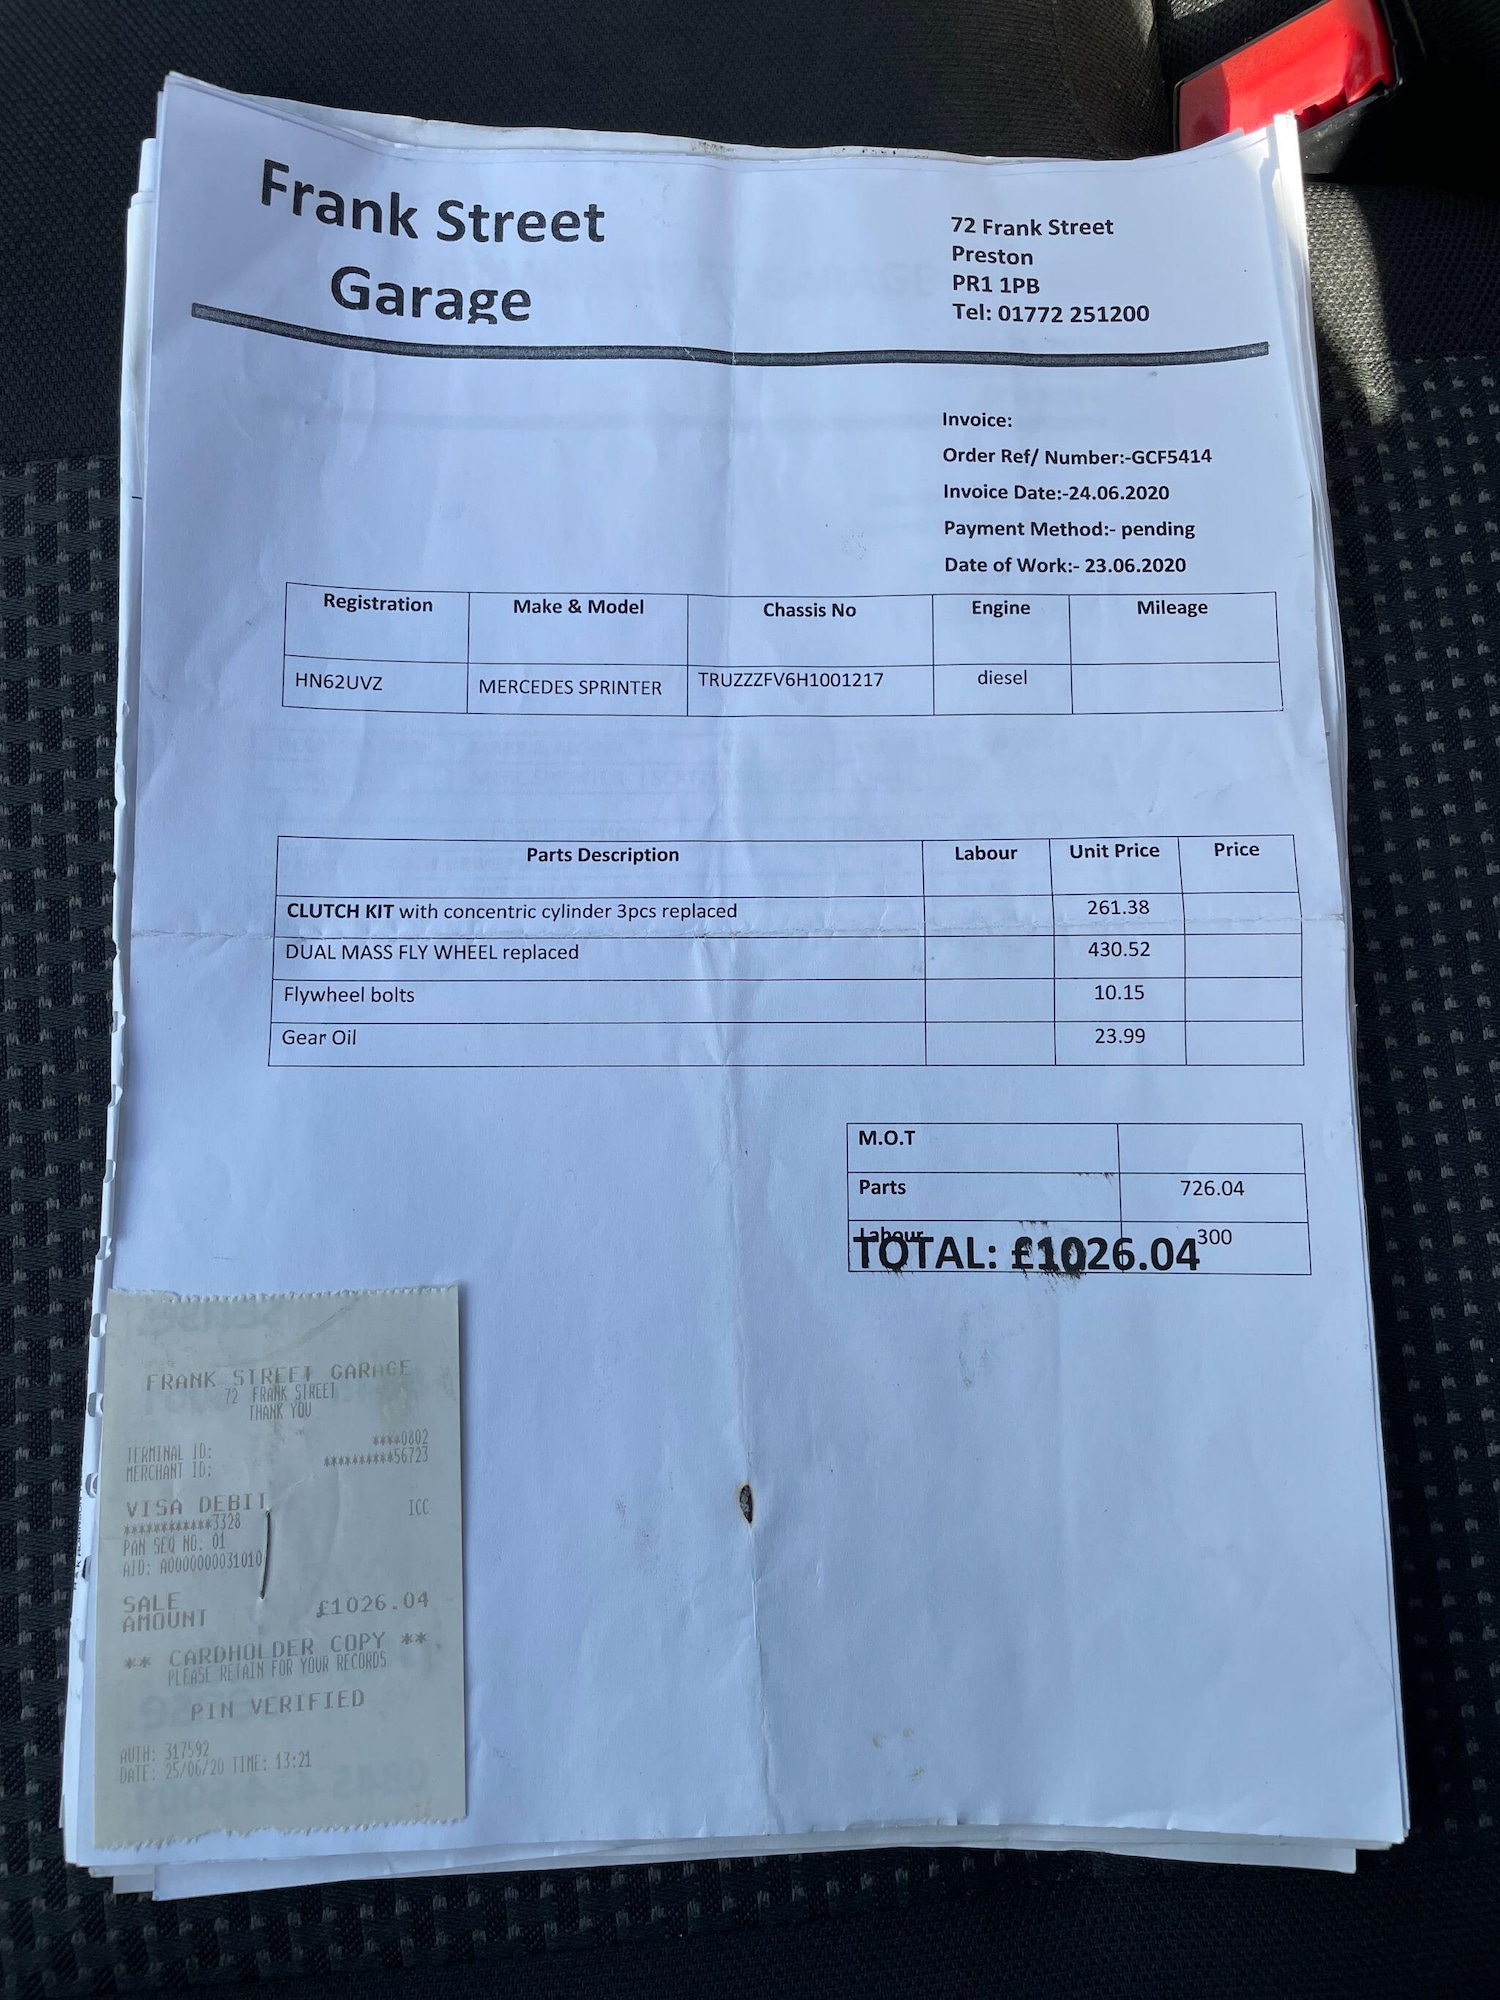 Frank Street
Garage
72 Frank Street
Preston
PR1 1PB
Tel: 01772 251200
Invoice:
Order Ref/ Number:-GCF5414
Invoice Date:-24.06.2020
Payment Method:- pending
Date of Work:- 23.06.2020
Registration Make & Model Chassis No Engine Mileage
HN62UVZ MERCEDES SPRINTER TRUZZZFV6H1001217 diesel
Parts Description Labour Unit Price Price
CLUTCH KIT with concentric cylinder 3pcs replaced 261.38
DUAL MASS FLY WHEEL replaced 430.52
Flywheel bolts 10.15
Gear Oil 23.99
M.O.T
Parts 726.04
Labour 300
TOTAL: £1026.04
FRANK STREET GARAGE
72 FRANK STREET
THANK YOU
TERMINAL ID: ****0802
MERCHANT ID: **********56723
VISA DEBIT ICC
************3328
PAN SEQ NO. 01
AID: A0000000031010
SALE
AMOUNT £1026.04
** CARDHOLDER COPY **
PLEASE RETAIN FOR YOUR RECORDS
PIN VERIFIED
AUTH: 317592
DATE: 25/06/20 TIME: 13:21